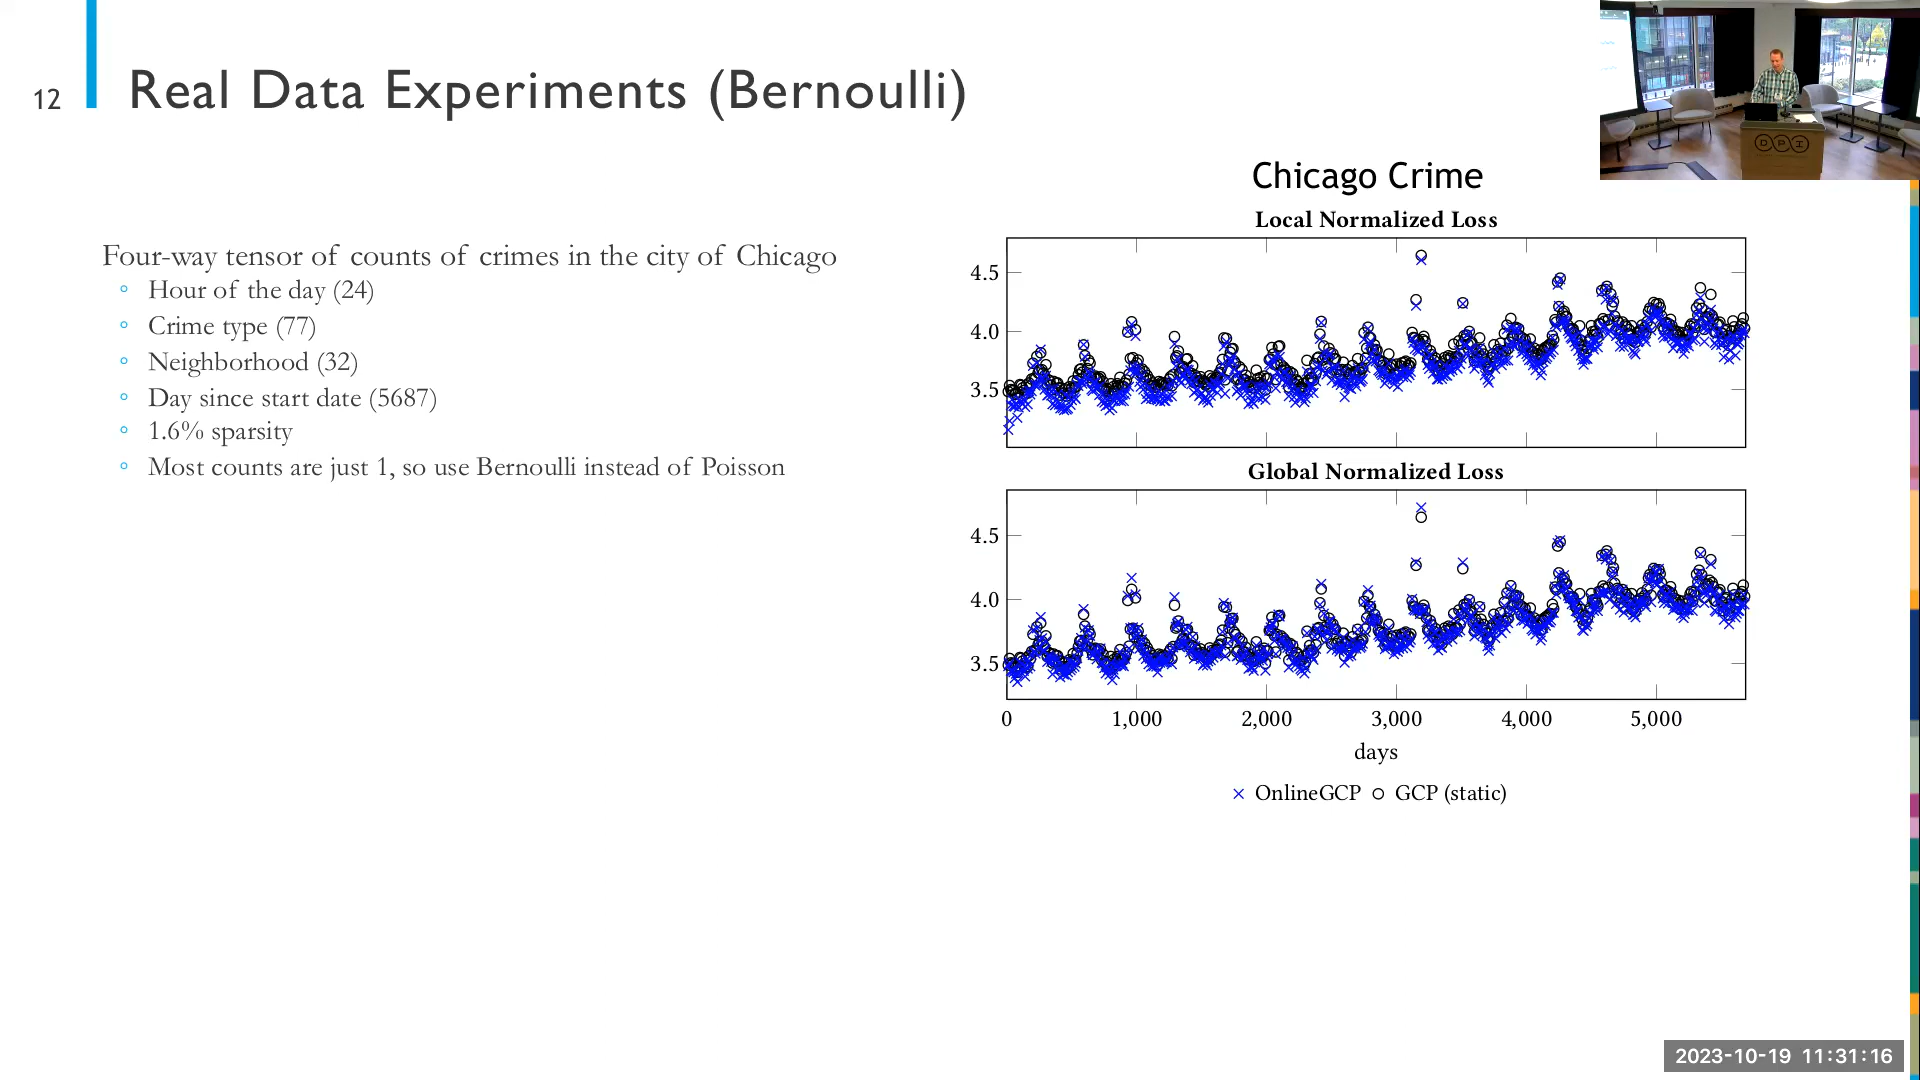 12
Real Data Experiments (Bernoulli)
Four-way tensor of counts of crimes in the city of Chicago
Hour of the day (24)
Crime type (77)
Neighborhood (32)
Day since start date (5687)
1.6% sparsity
Most counts are just 1, so use Bernoulli instead of Poisson
Chicago Crime
Local Normalized Loss
4.5
4.0
3.5
Global Normalized Loss
4.5
4.0
3.5
0 1,000 2,000 3,000 4,000 5,000
days
× OnlineGCP ○ GCP (static)
DPI
2023-10-19 11:31:16